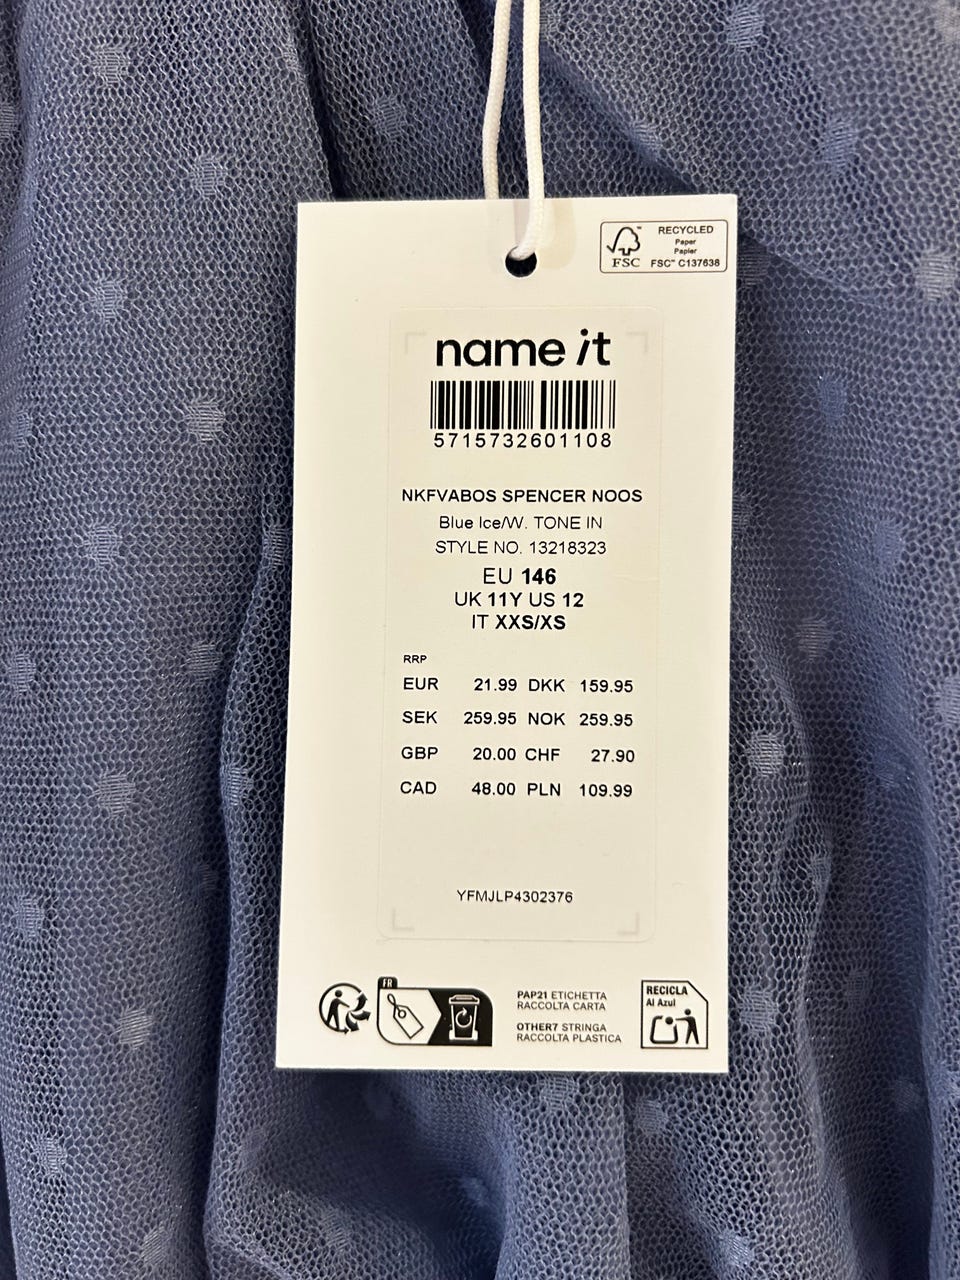 RECYCLED
Paper
Papier
FSC™ C137638
FSC
name it
5715732601108
NKFVABOS SPENCER NOOS
Blue Ice/W. TONE IN
STYLE NO. 13218323
EU 146
UK 11Y US 12
IT XXS/XS
RRP
EUR 21.99 DKK 159.95
SEK 259.95 NOK 259.95
GBP 20.00 CHF 27.90
CAD 48.00 PLN 109.99
YFMJLP4302376
FR
PAP21 ETICHETTA
RACCOLTA CARTA
OTHER7 STRINGA
RACCOLTA PLASTICA
RECICLA
Al Azul